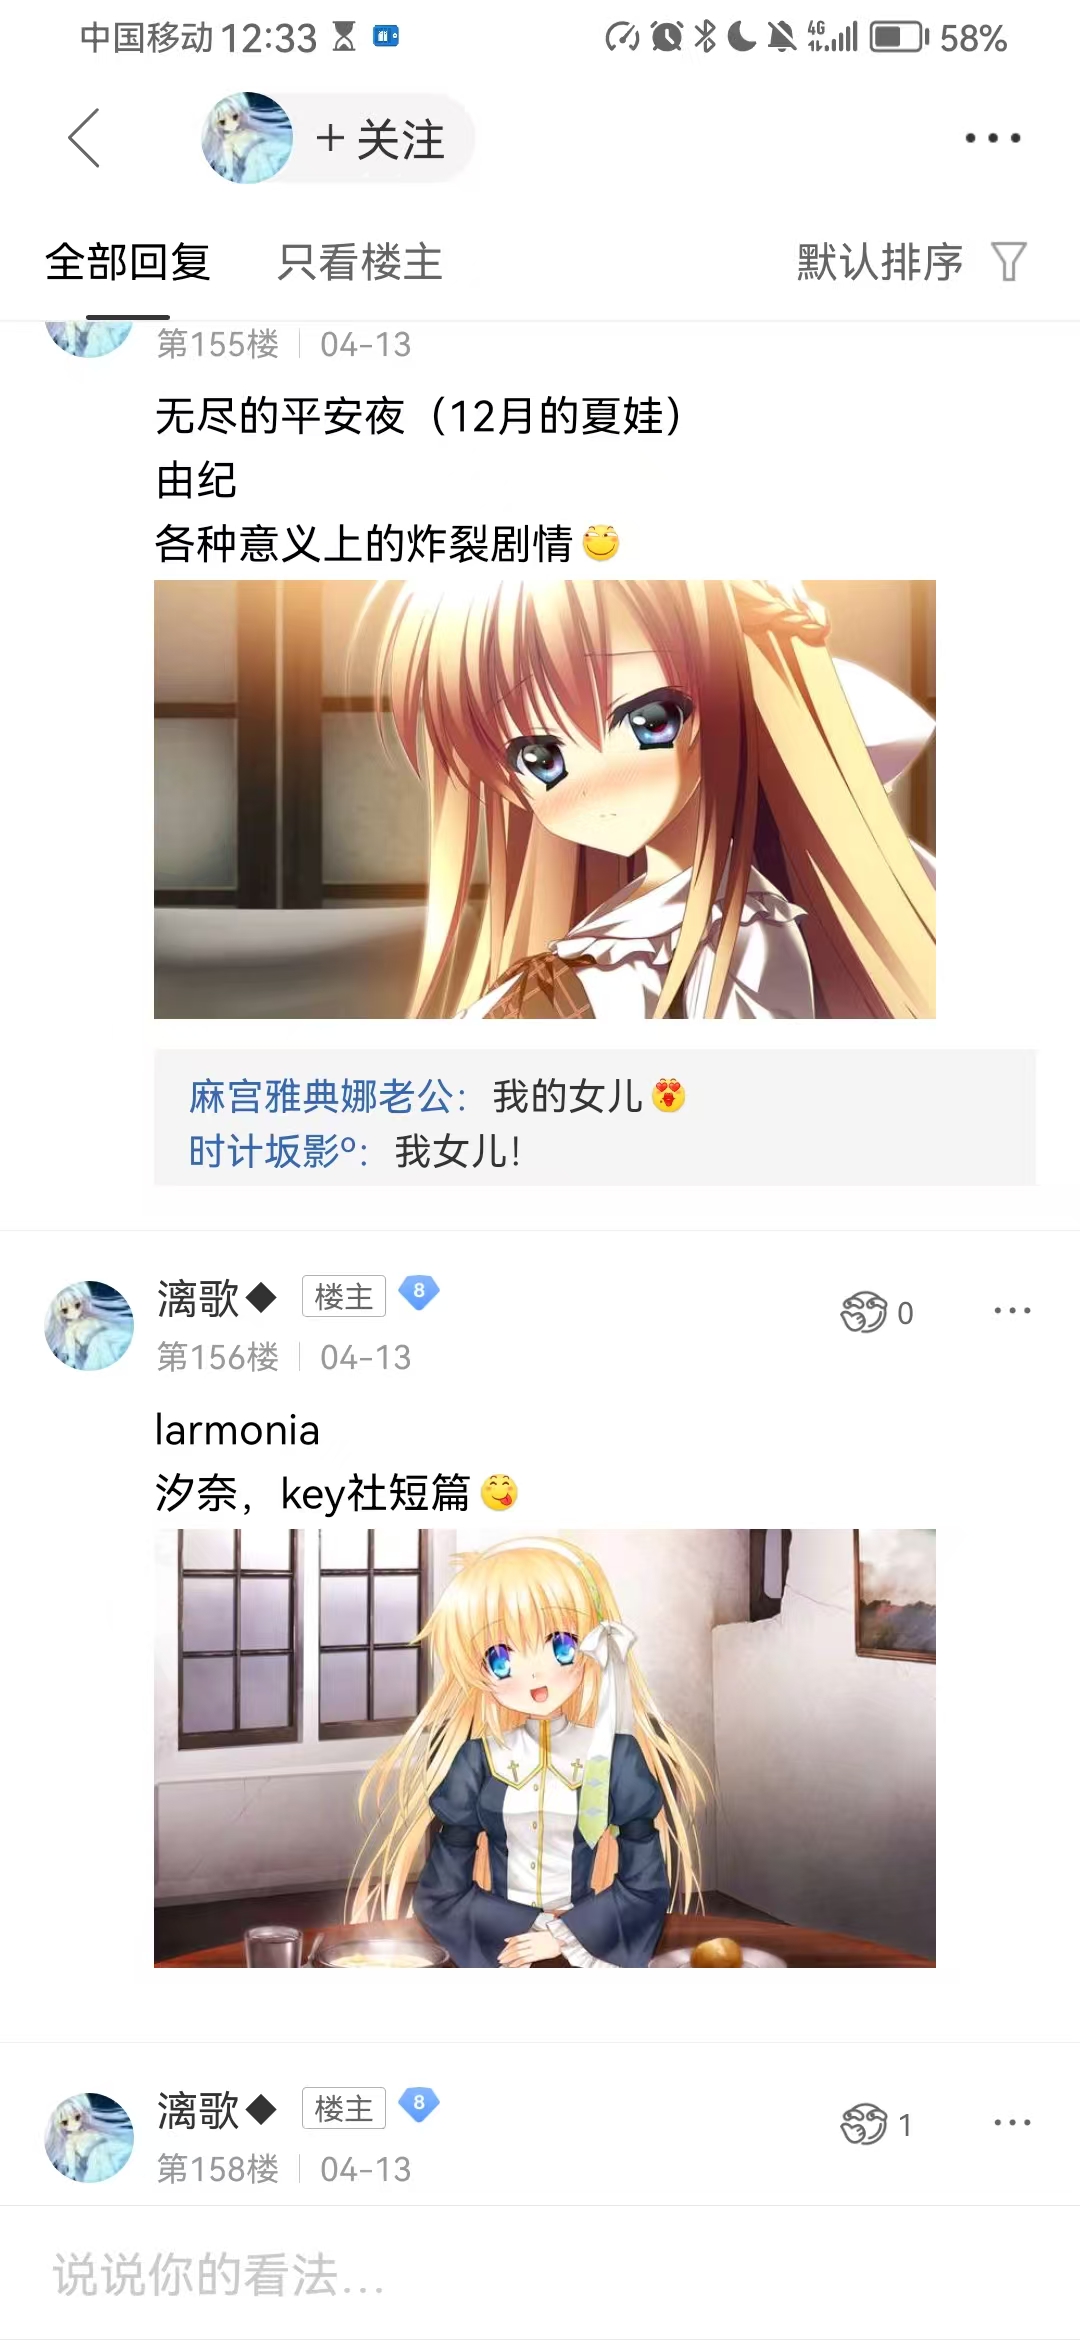 中国移动 12:33 4G 58%
+ 关注
全部回复 只看楼主 默认排序
第155楼 04-13
无尽的平安夜（12月的夏娃）
由纪
各种意义上的炸裂剧情
麻宫雅典娜老公：我的女儿
时计坂影º：我女儿！
漓歌◆ 楼主 8 0
第156楼 04-13
larmonia
汐奈，key社短篇
漓歌◆ 楼主 8 1
第158楼 04-13
说说你的看法...